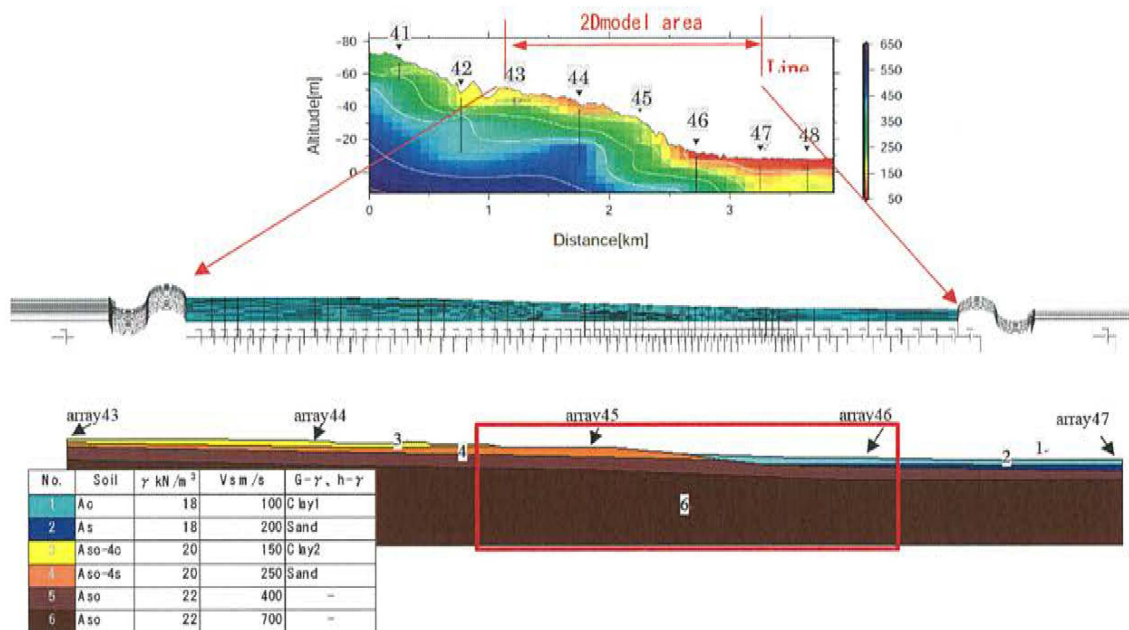 2Dmodel area
Line
41
42
43
44
45
46
47
48
Altitude[m]
-80
-60
-40
-20
0
0
1
2
3
Distance[km]
650
550
450
350
250
150
50
array43
array44
array45
array46
array47
3
4
6
2
1-
No. Soil γ kN/m³ Vs m/s G-γ、h-γ
1 Ac 18 100 Clay1
2 As 18 200 Sand
3 Aso-4c 20 150 Clay2
4 Aso-4s 20 250 Sand
5 Aso 22 400 -
6 Aso 22 700 -